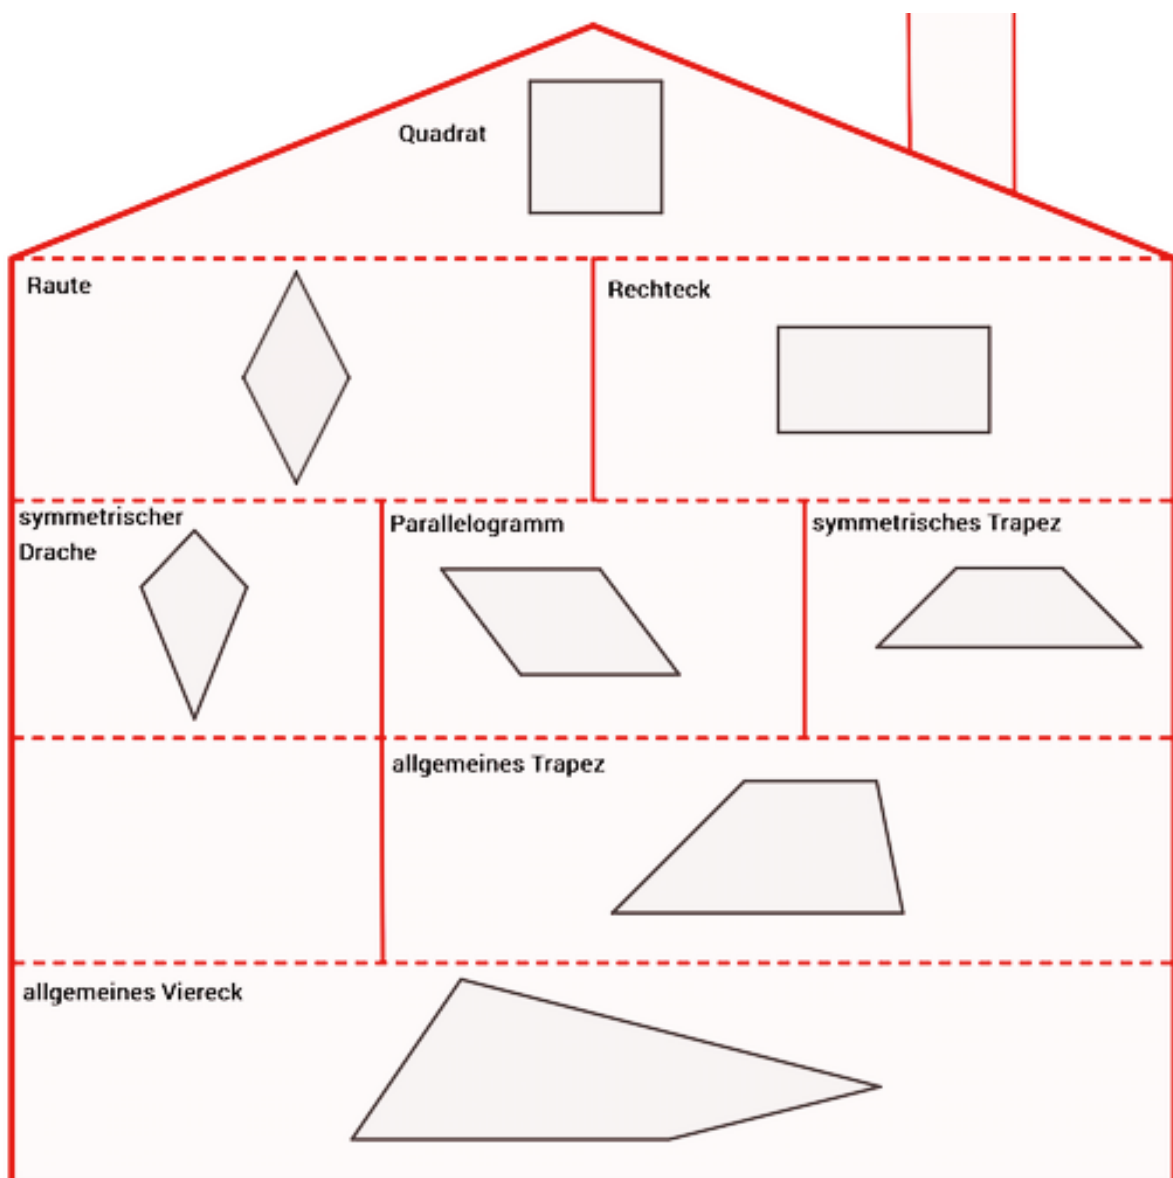 Quadrat
Raute
Rechteck
symmetrischer
Drache
Parallelogramm
symmetrisches Trapez
allgemeines Trapez
allgemeines Viereck